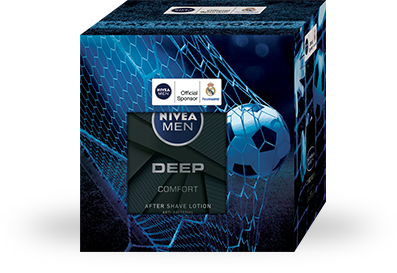 NIVEA
MEN
Official
Sponsor
NIVEA
MEN
DEEP
COMFORT
AFTER SHAVE LOTION